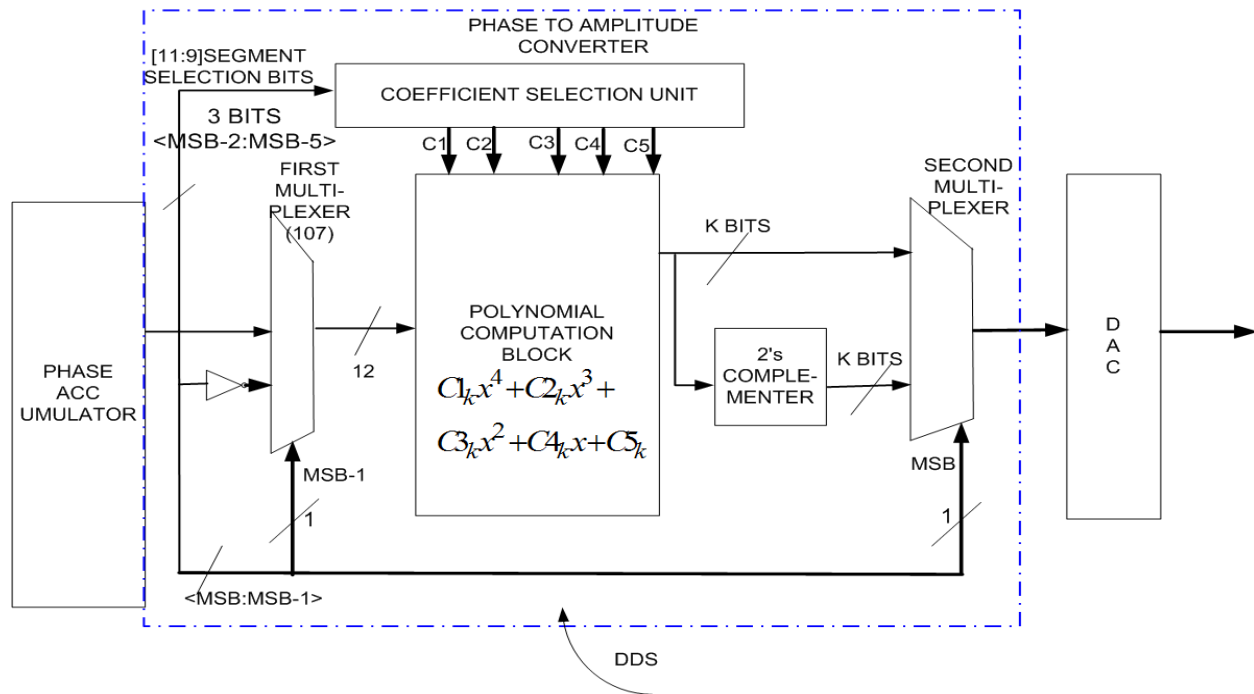 PHASE TO AMPLITUDE
CONVERTER
[11:9]SEGMENT
SELECTION BITS
COEFFICIENT SELECTION UNIT
3 BITS
<MSB-2:MSB-5>
C1
C2
C3
C4
C5
FIRST
MULTI-
PLEXER
(107)
SECOND
MULTI-
PLEXER
K BITS
PHASE
ACC
UMULATOR
12
POLYNOMIAL
COMPUTATION
BLOCK
C1ₖx⁴+C2ₖx³+
C3ₖx²+C4ₖx+C5ₖ
2's
COMPLE-
MENTER
K BITS
D
A
C
MSB-1
1
MSB
1
<MSB:MSB-1>
DDS